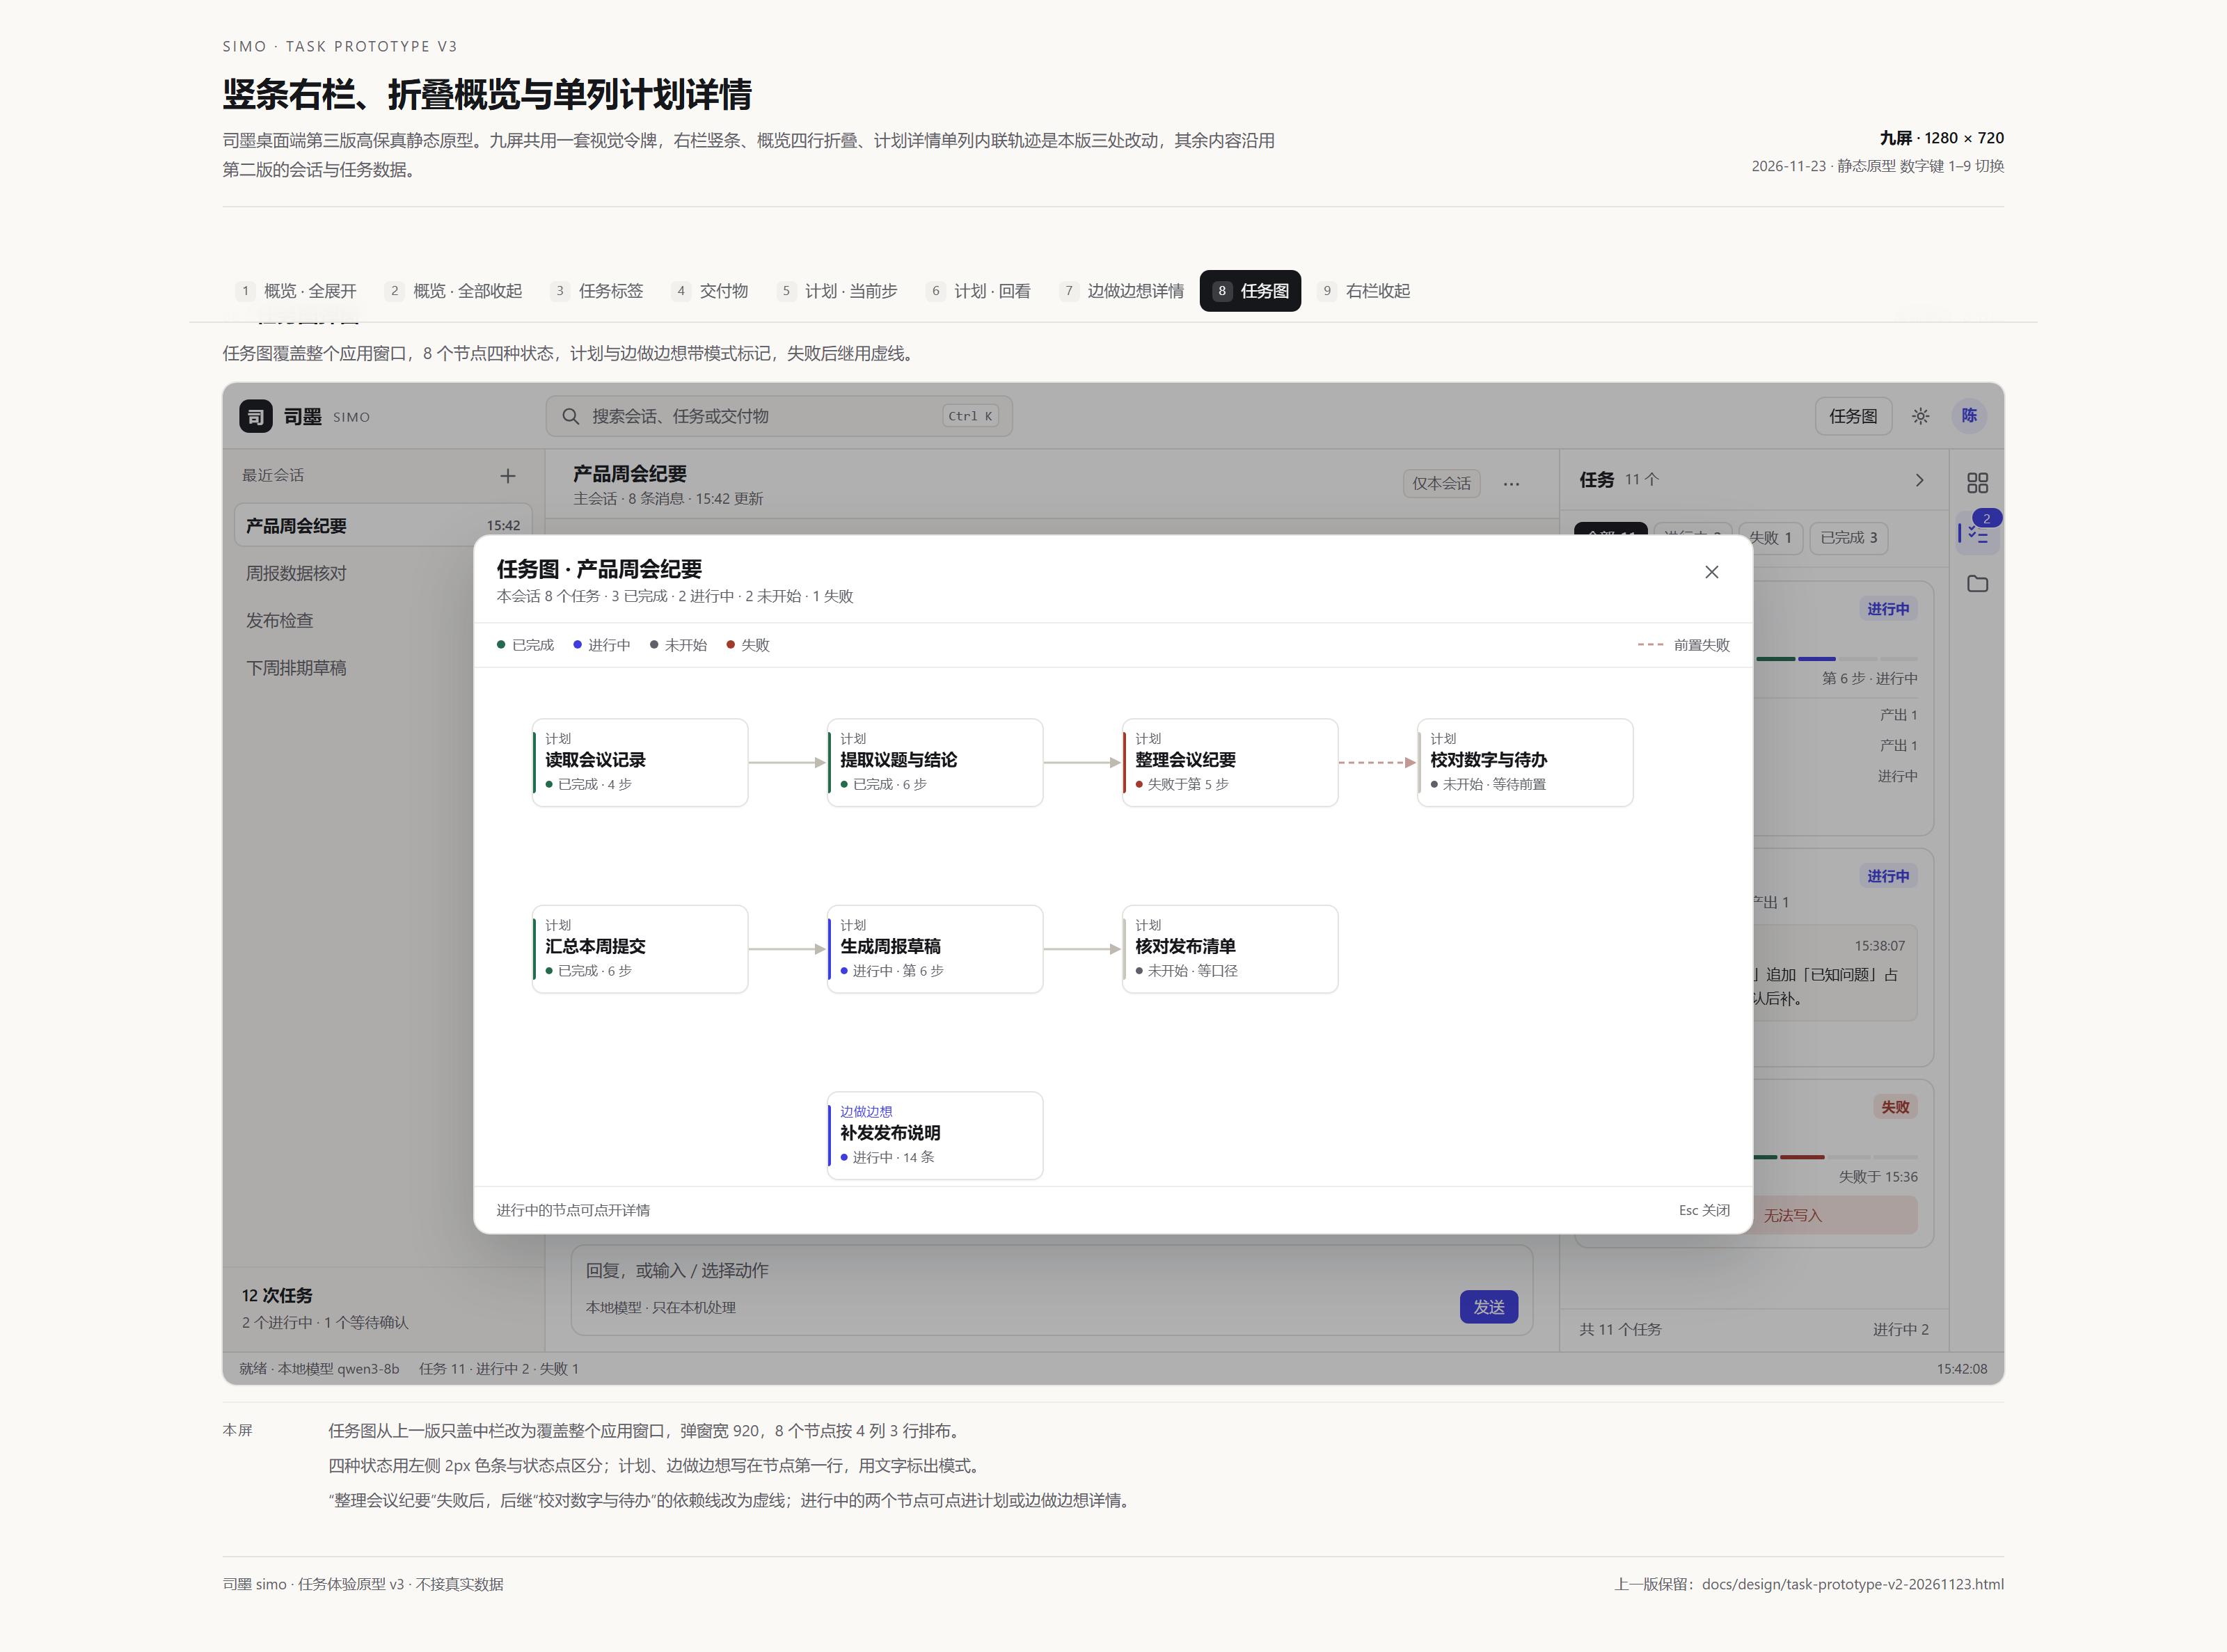 SIMO · TASK PROTOTYPE V3
竖条右栏、折叠概览与单列计划详情
司墨桌面端第三版高保真静态原型。九屏共用一套视觉令牌，右栏竖条、概览四行折叠、计划详情单列内联轨迹是本版三处改动，其余内容沿用
第二版的会话与任务数据。
九屏 · 1280 × 720
2026-11-23 · 静态原型 数字键 1–9 切换
1 概览 · 全展开
2 概览 · 全部收起
3 任务标签
4 交付物
5 计划 · 当前步
6 计划 · 回看
7 边做边想详情
8 任务图
9 右栏收起
任务图覆盖整个应用窗口，8 个节点四种状态，计划与边做边想带模式标记，失败后继用虚线。
司 司墨 SIMO
搜索会话、任务或交付物
Ctrl K
任务图
陈
最近会话
产品周会纪要
15:42
周报数据核对
发布检查
下周排期草稿
12 次任务
2 个进行中 · 1 个等待确认
产品周会纪要
主会话 · 8 条消息 · 15:42 更新
仅本会话
任务 11 个
失败 1
已完成 3
2
进行中
第 6 步 · 进行中
产出 1
产出 1
进行中
进行中
产出 1
15:38:07
」追加「已知问题」占
认后补。
失败
失败于 15:36
无法写入
共 11 个任务
进行中 2
任务图 · 产品周会纪要
本会话 8 个任务 · 3 已完成 · 2 进行中 · 2 未开始 · 1 失败
已完成
进行中
未开始
失败
前置失败
计划
读取会议记录
已完成 · 4 步
计划
提取议题与结论
已完成 · 6 步
计划
整理会议纪要
失败于第 5 步
计划
校对数字与待办
未开始 · 等待前置
计划
汇总本周提交
已完成 · 6 步
计划
生成周报草稿
进行中 · 第 6 步
计划
核对发布清单
未开始 · 等口径
边做边想
补发发布说明
进行中 · 14 条
进行中的节点可点开详情
Esc 关闭
回复，或输入 / 选择动作
本地模型 · 只在本机处理
发送
就绪 · 本地模型 qwen3-8b
任务 11 · 进行中 2 · 失败 1
15:42:08
本屏
任务图从上一版只盖中栏改为覆盖整个应用窗口，弹窗宽 920，8 个节点按 4 列 3 行排布。
四种状态用左侧 2px 色条与状态点区分；计划、边做边想写在节点第一行，用文字标出模式。
“整理会议纪要”失败后，后继“校对数字与待办”的依赖线改为虚线；进行中的两个节点可点进计划或边做边想详情。
司墨 simo · 任务体验原型 v3 · 不接真实数据
上一版保留：docs/design/task-prototype-v2-20261123.html